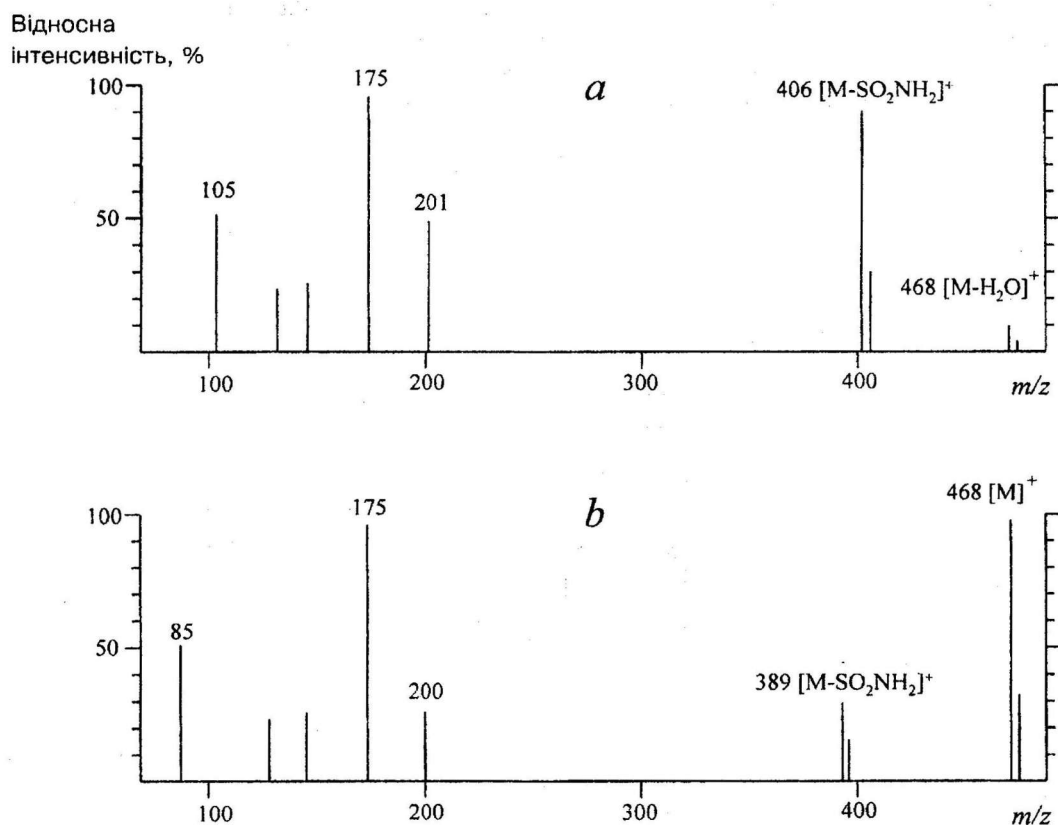 Відносна
інтенсивність, %
100
50
105
175
201
a
406 [M-SO₂NH₂]⁺
468 [M-H₂O]⁺
100
200
300
400
m/z
100
50
85
175
200
b
389 [M-SO₂NH₂]⁺
468 [M]⁺
100
200
300
400
m/z